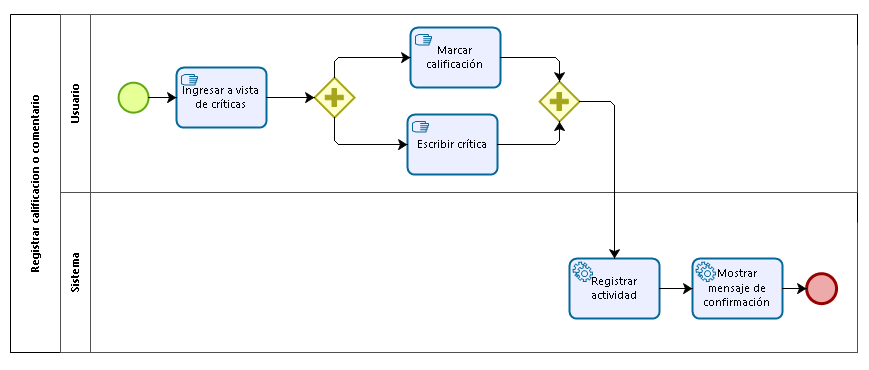 Registrar calificacion o comentario
Usuario
Ingresar a vista
de críticas
Marcar
calificación
Escribir crítica
Sistema
Registrar
actividad
Mostrar
mensaje de
confirmación